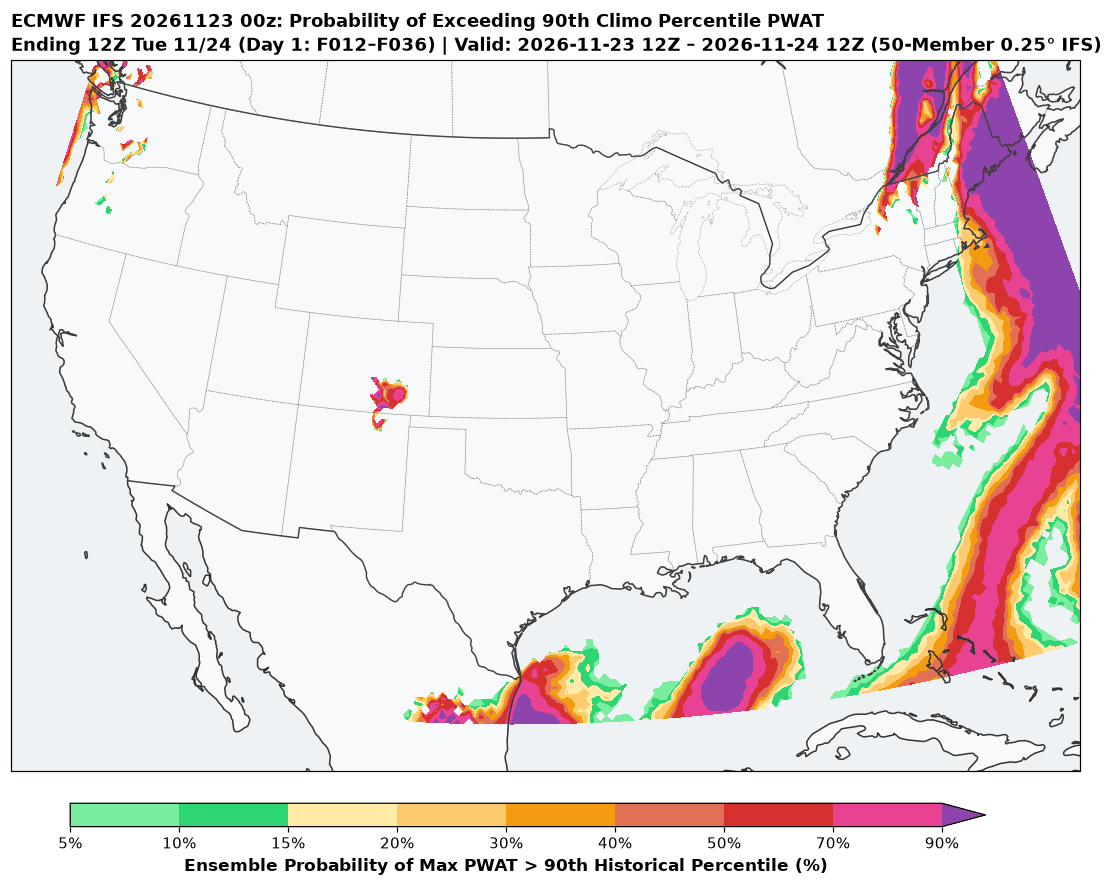 ECMWF IFS 20261123 00z: Probability of Exceeding 90th Climo Percentile PWAT
Ending 12Z Tue 11/24 (Day 1: F012–F036) | Valid: 2026-11-23 12Z – 2026-11-24 12Z (50-Member 0.25° IFS)
5% 10% 15% 20% 30% 40% 50% 70% 90%
Ensemble Probability of Max PWAT > 90th Historical Percentile (%)